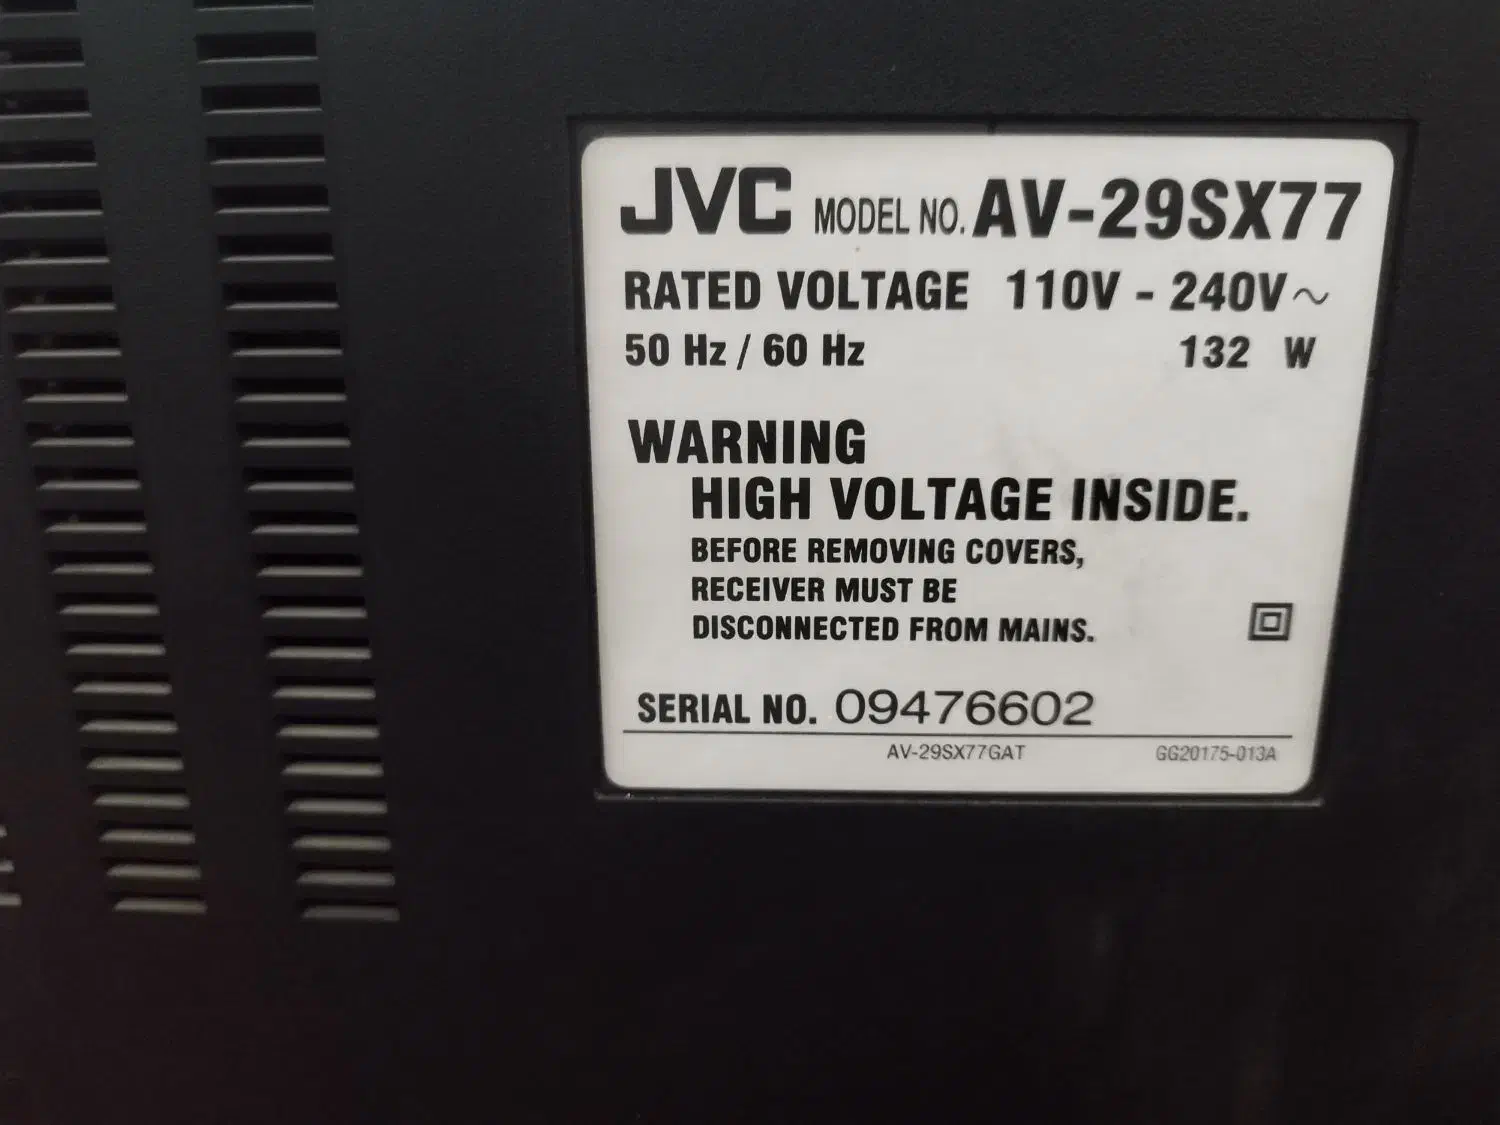 JVC MODEL NO. AV-29SX77
RATED VOLTAGE 110V - 240V~
50 Hz / 60 Hz 132 W
WARNING
HIGH VOLTAGE INSIDE.
BEFORE REMOVING COVERS,
RECEIVER MUST BE
DISCONNECTED FROM MAINS.
SERIAL NO. 09476602
AV-29SX77GAT GG20175-013A